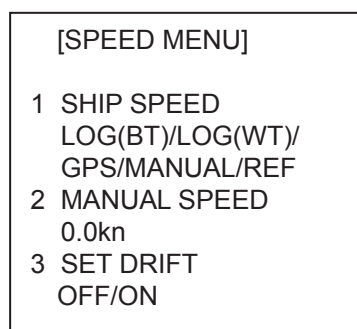 [SPEED MENU]
1 SHIP SPEED
LOG(BT)/LOG(WT)/
GPS/MANUAL/REF
2 MANUAL SPEED
0.0kn
3 SET DRIFT
OFF/ON